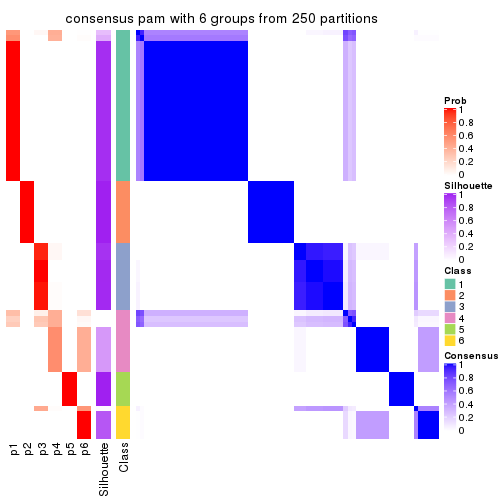 consensus pam with 6 groups from 250 partitions
Prob
1
0.8
0.6
0.4
0.2
0
Silhouette
1
0.8
0.6
0.4
0.2
0
Class
1
2
3
4
5
6
Consensus
1
0.8
0.6
0.4
0.2
0
p1
p2
p3
p4
p5
p6
Silhouette
Class